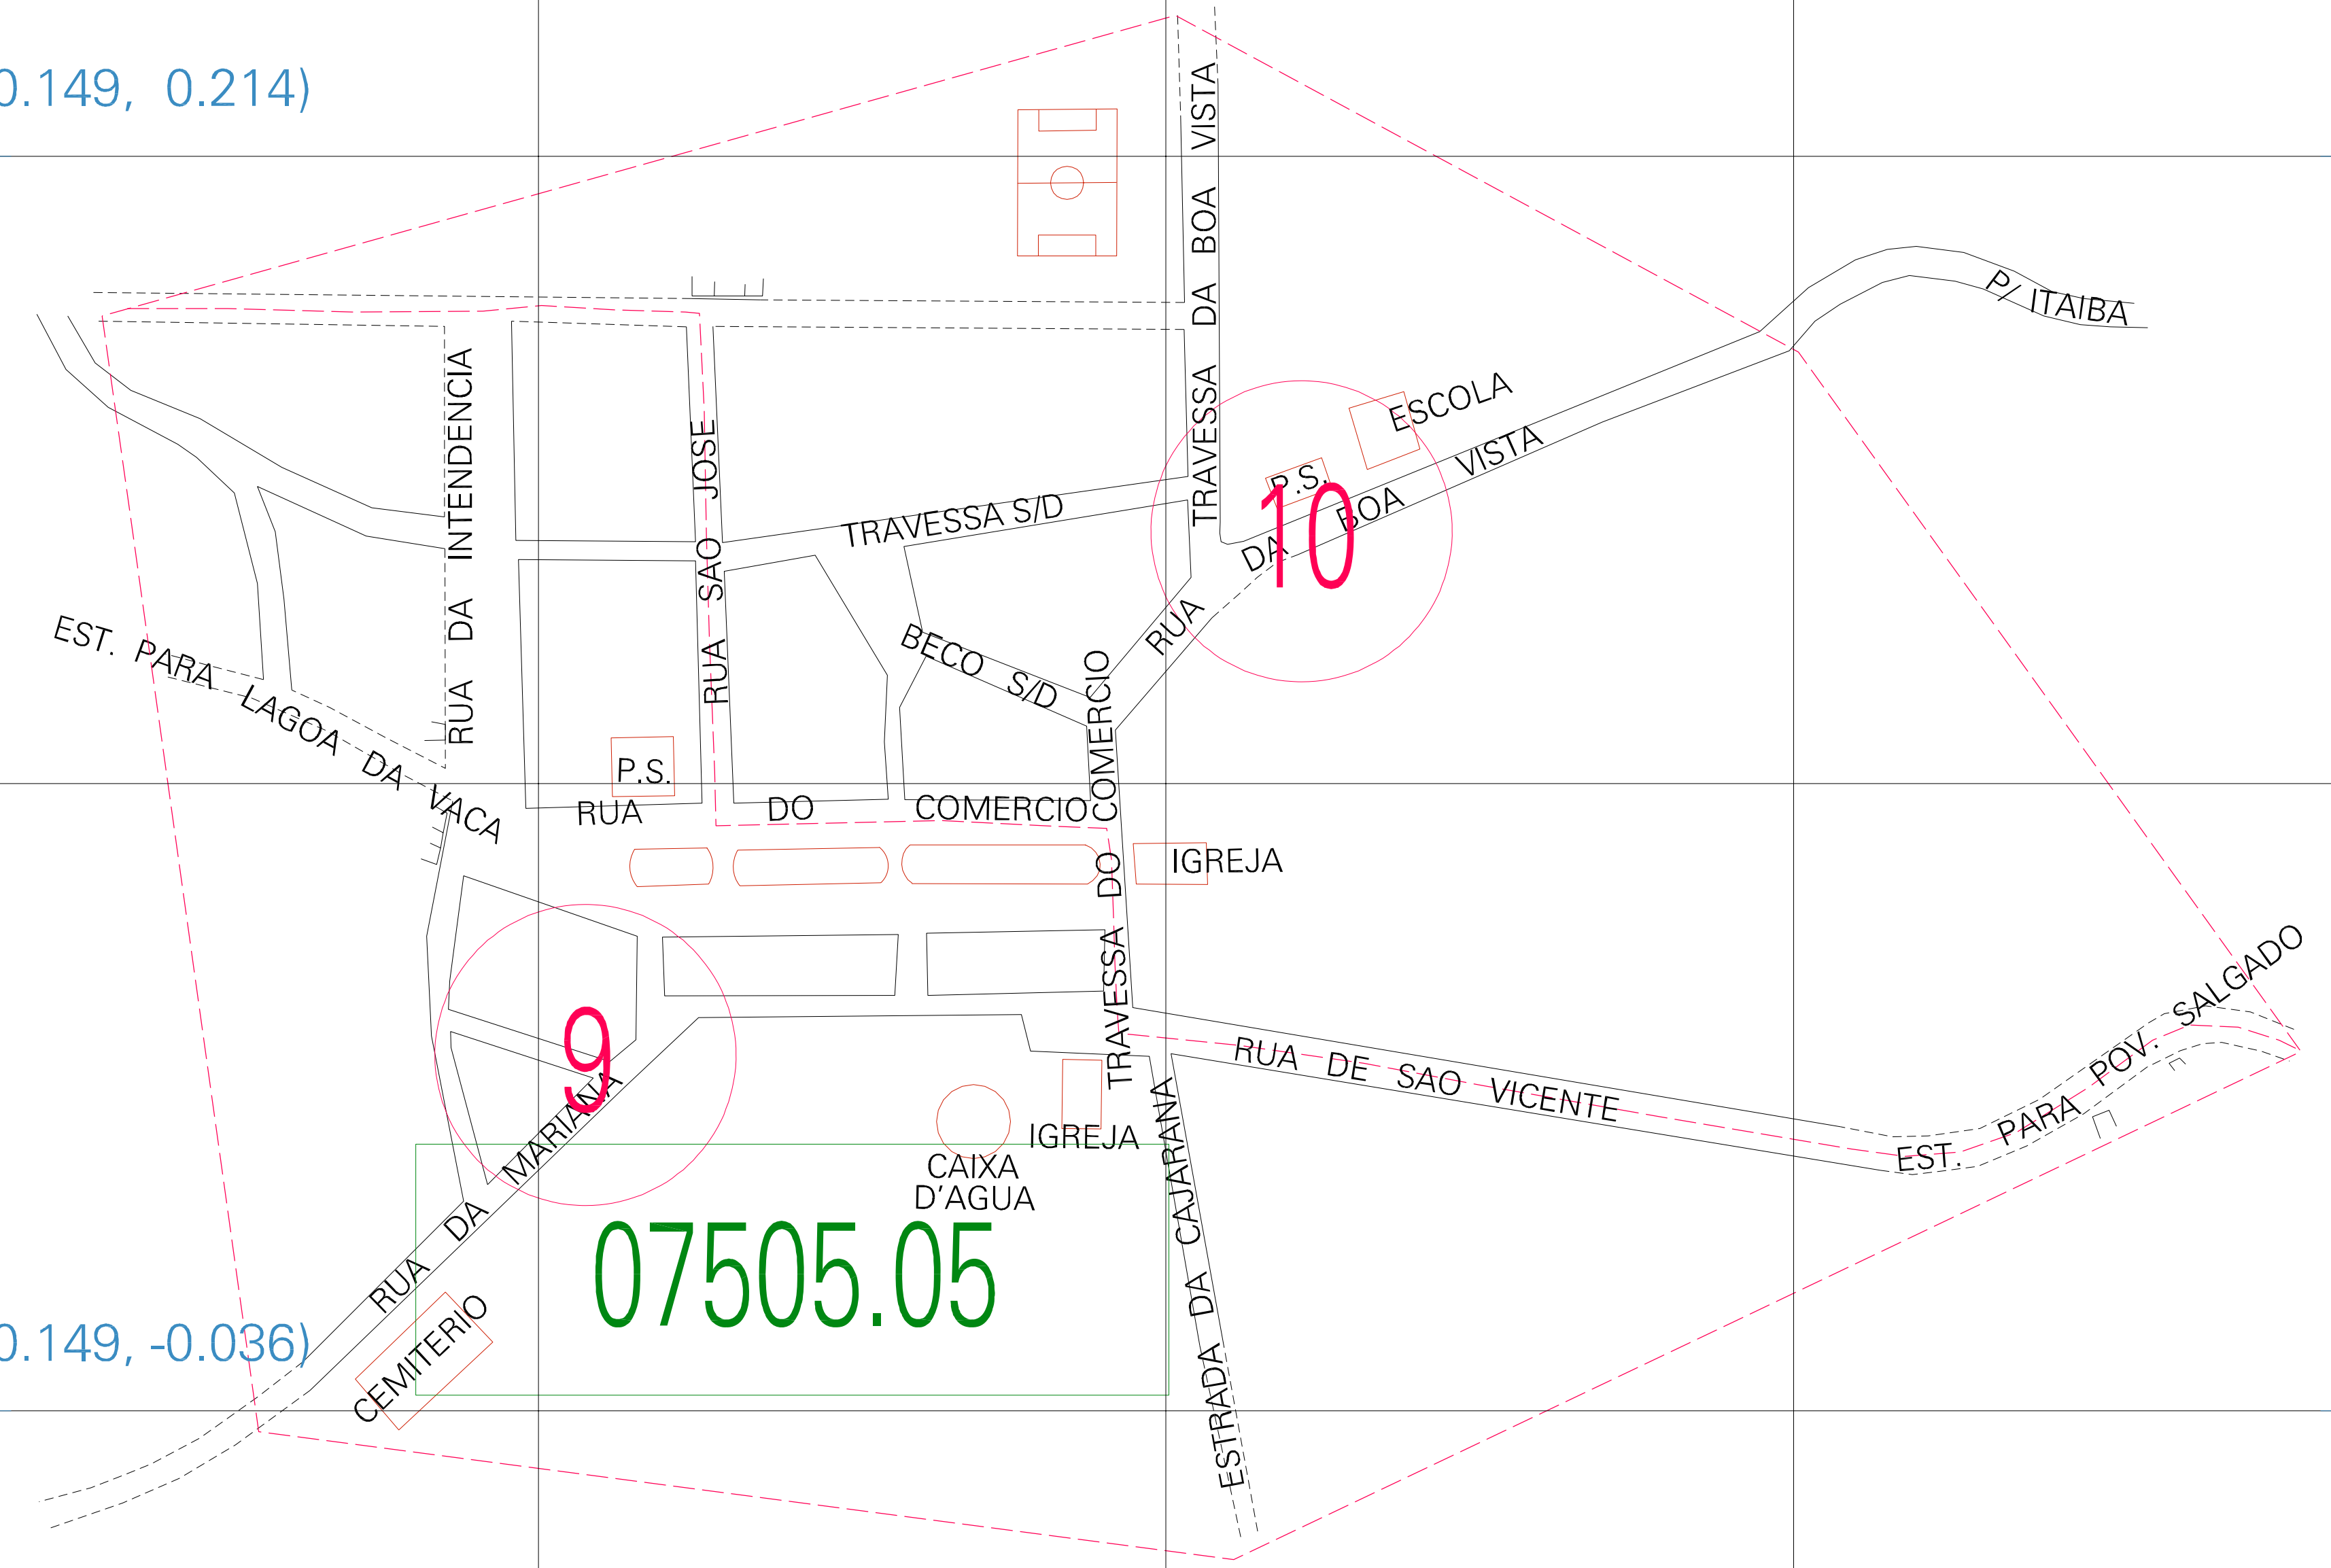 0.149, 0.214)
TRAVESSA DA BOA VISTA
P/ ITAIBA
RUA DA INTENDENCIA
RUA SAO JOSE
ESCOLA
P.S.
TRAVESSA S/D
RUA DA BOA VISTA
10
EST. PARA LAGOA DA VACA
BECO S/D
P.S.
RUA DO COMERCIO
TRAVESSA DO COMERCIO
IGREJA
9
RUA DE SAO VICENTE
EST. PARA POV. SALGADO
RUA DA MARIANA
IGREJA
CAIXA
D'AGUA
ESTRADA DA CAJARANA
07505.05
CEMITERIO
0.149, -0.036)